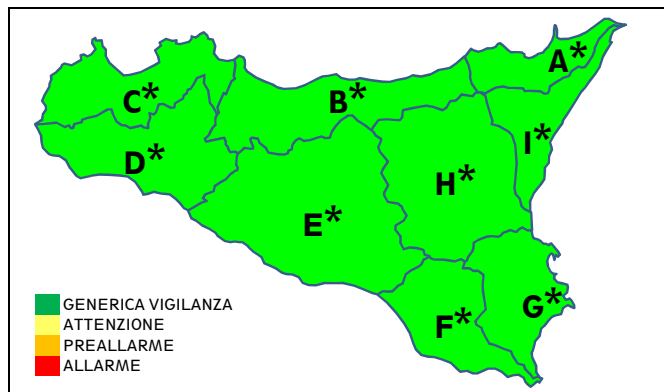 A*
C*
B*
I*
D*
H*
E*
G*
F*
GENERICA VIGILANZA
ATTENZIONE
PREALLARME
ALLARME